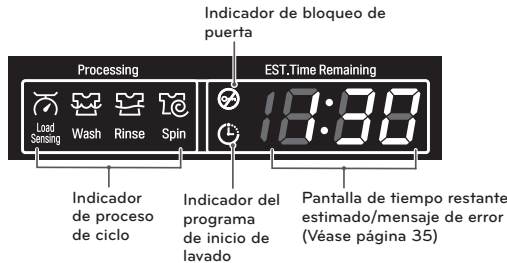 Indicador de bloqueo de
puerta
Processing
EST.Time Remaining
Load
Sensing
Wash
Rinse
Spin
1:30
Indicador
de proceso
de ciclo
Indicador del
programa
de inicio de
lavado
Pantalla de tiempo restante
estimado/mensaje de error
(Véase página 35)